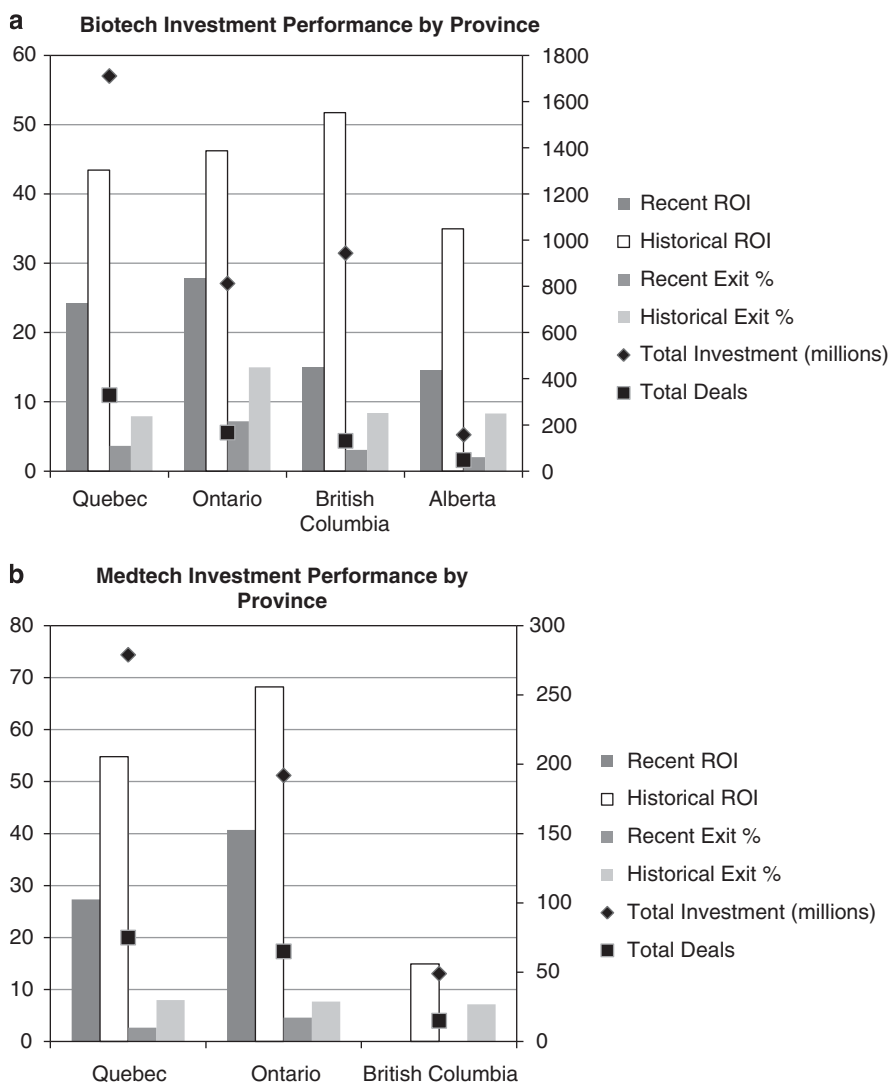 a
Biotech Investment Performance by Province
60
50
40
30
20
10
0
1800
1600
1400
1200
1000
800
600
400
200
0
Quebec
Ontario
British
Columbia
Alberta
Recent ROI
Historical ROI
Recent Exit %
Historical Exit %
Total Investment (millions)
Total Deals
b
Medtech Investment Performance by
Province
80
70
60
50
40
30
20
10
0
300
250
200
150
100
50
0
Quebec
Ontario
British Columbia
Recent ROI
Historical ROI
Recent Exit %
Historical Exit %
Total Investment (millions)
Total Deals